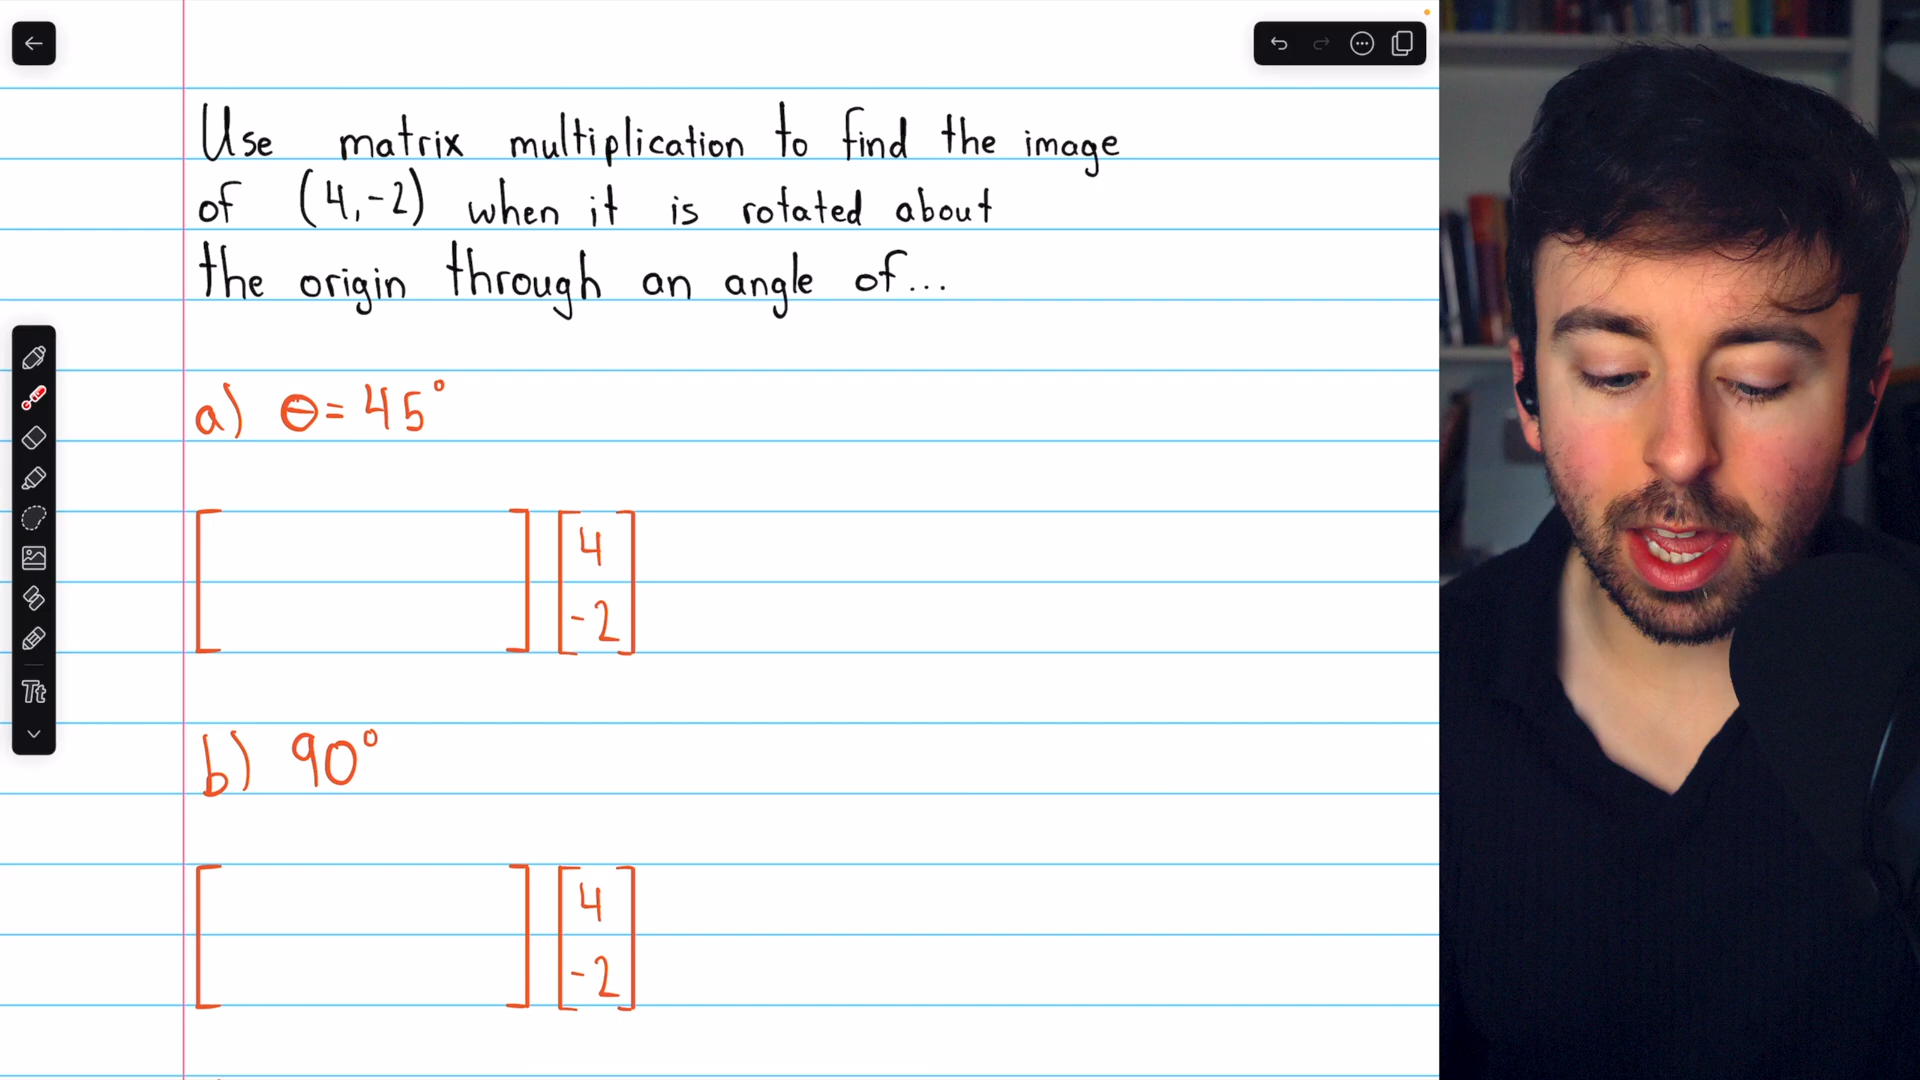 Use matrix multiplication to find the image
of (4,-2) when it is rotated about
the origin through an angle of...
a) θ = 45°
[ ] [4
-2]
b) 90°
[ ] [4
-2]
Tt